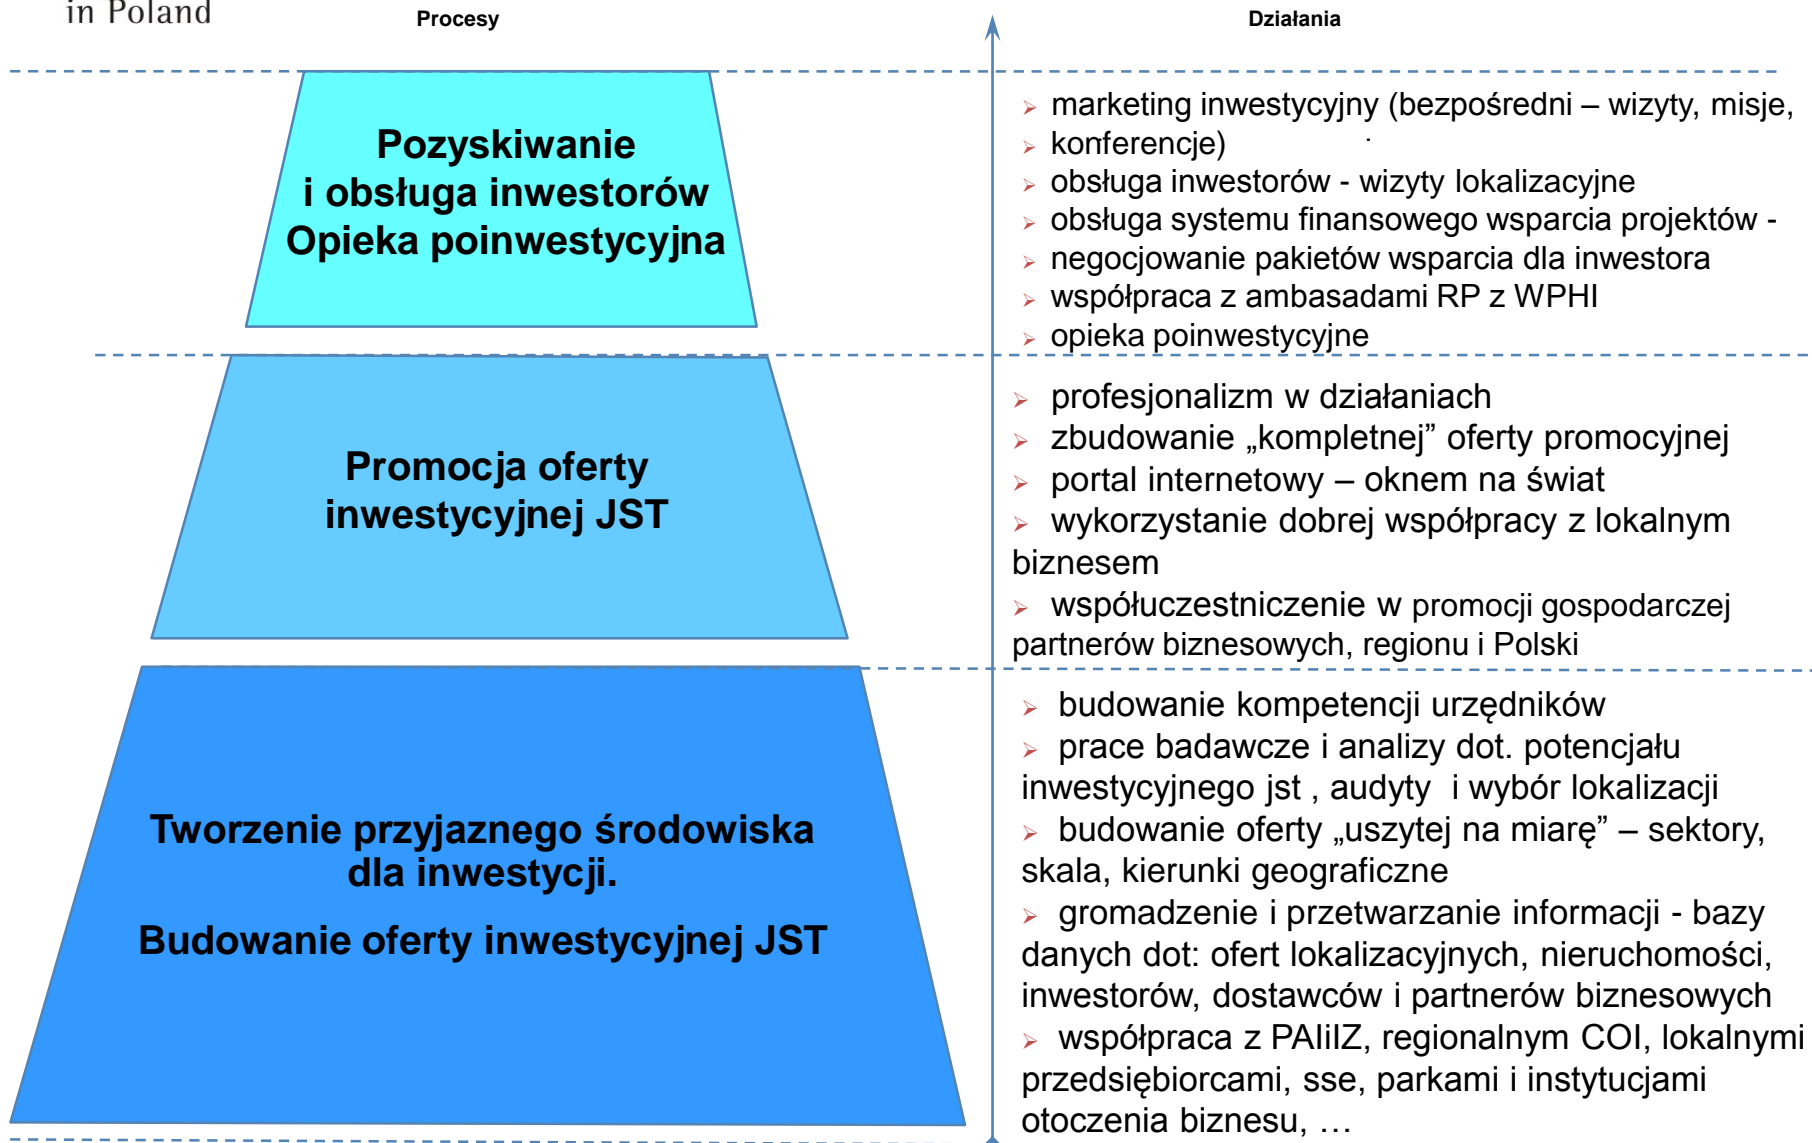 in Poland
Procesy
Działania
Pozyskiwanie
i obsługa inwestorów
Opieka poinwestycyjna
➢ marketing inwestycyjny (bezpośredni – wizyty, misje,
➢ konferencje)
➢ obsługa inwestorów - wizyty lokalizacyjne
➢ obsługa systemu finansowego wsparcia projektów -
➢ negocjowanie pakietów wsparcia dla inwestora
➢ współpraca z ambasadami RP z WPHI
➢ opieka poinwestycyjne
Promocja oferty
inwestycyjnej JST
➢ profesjonalizm w działaniach
➢ zbudowanie „kompletnej” oferty promocyjnej
➢ portal internetowy – oknem na świat
➢ wykorzystanie dobrej współpracy z lokalnym
biznesem
➢ współuczestniczenie w promocji gospodarczej
partnerów biznesowych, regionu i Polski
Tworzenie przyjaznego środowiska
dla inwestycji.
Budowanie oferty inwestycyjnej JST
➢ budowanie kompetencji urzędników
➢ prace badawcze i analizy dot. potencjału
inwestycyjnego jst , audyty i wybór lokalizacji
➢ budowanie oferty „uszytej na miarę” – sektory,
skala, kierunki geograficzne
➢ gromadzenie i przetwarzanie informacji - bazy
danych dot: ofert lokalizacyjnych, nieruchomości,
inwestorów, dostawców i partnerów biznesowych
➢ współpraca z PAIiIZ, regionalnym COI, lokalnymi
przedsiębiorcami, sse, parkami i instytucjami
otoczenia biznesu, …